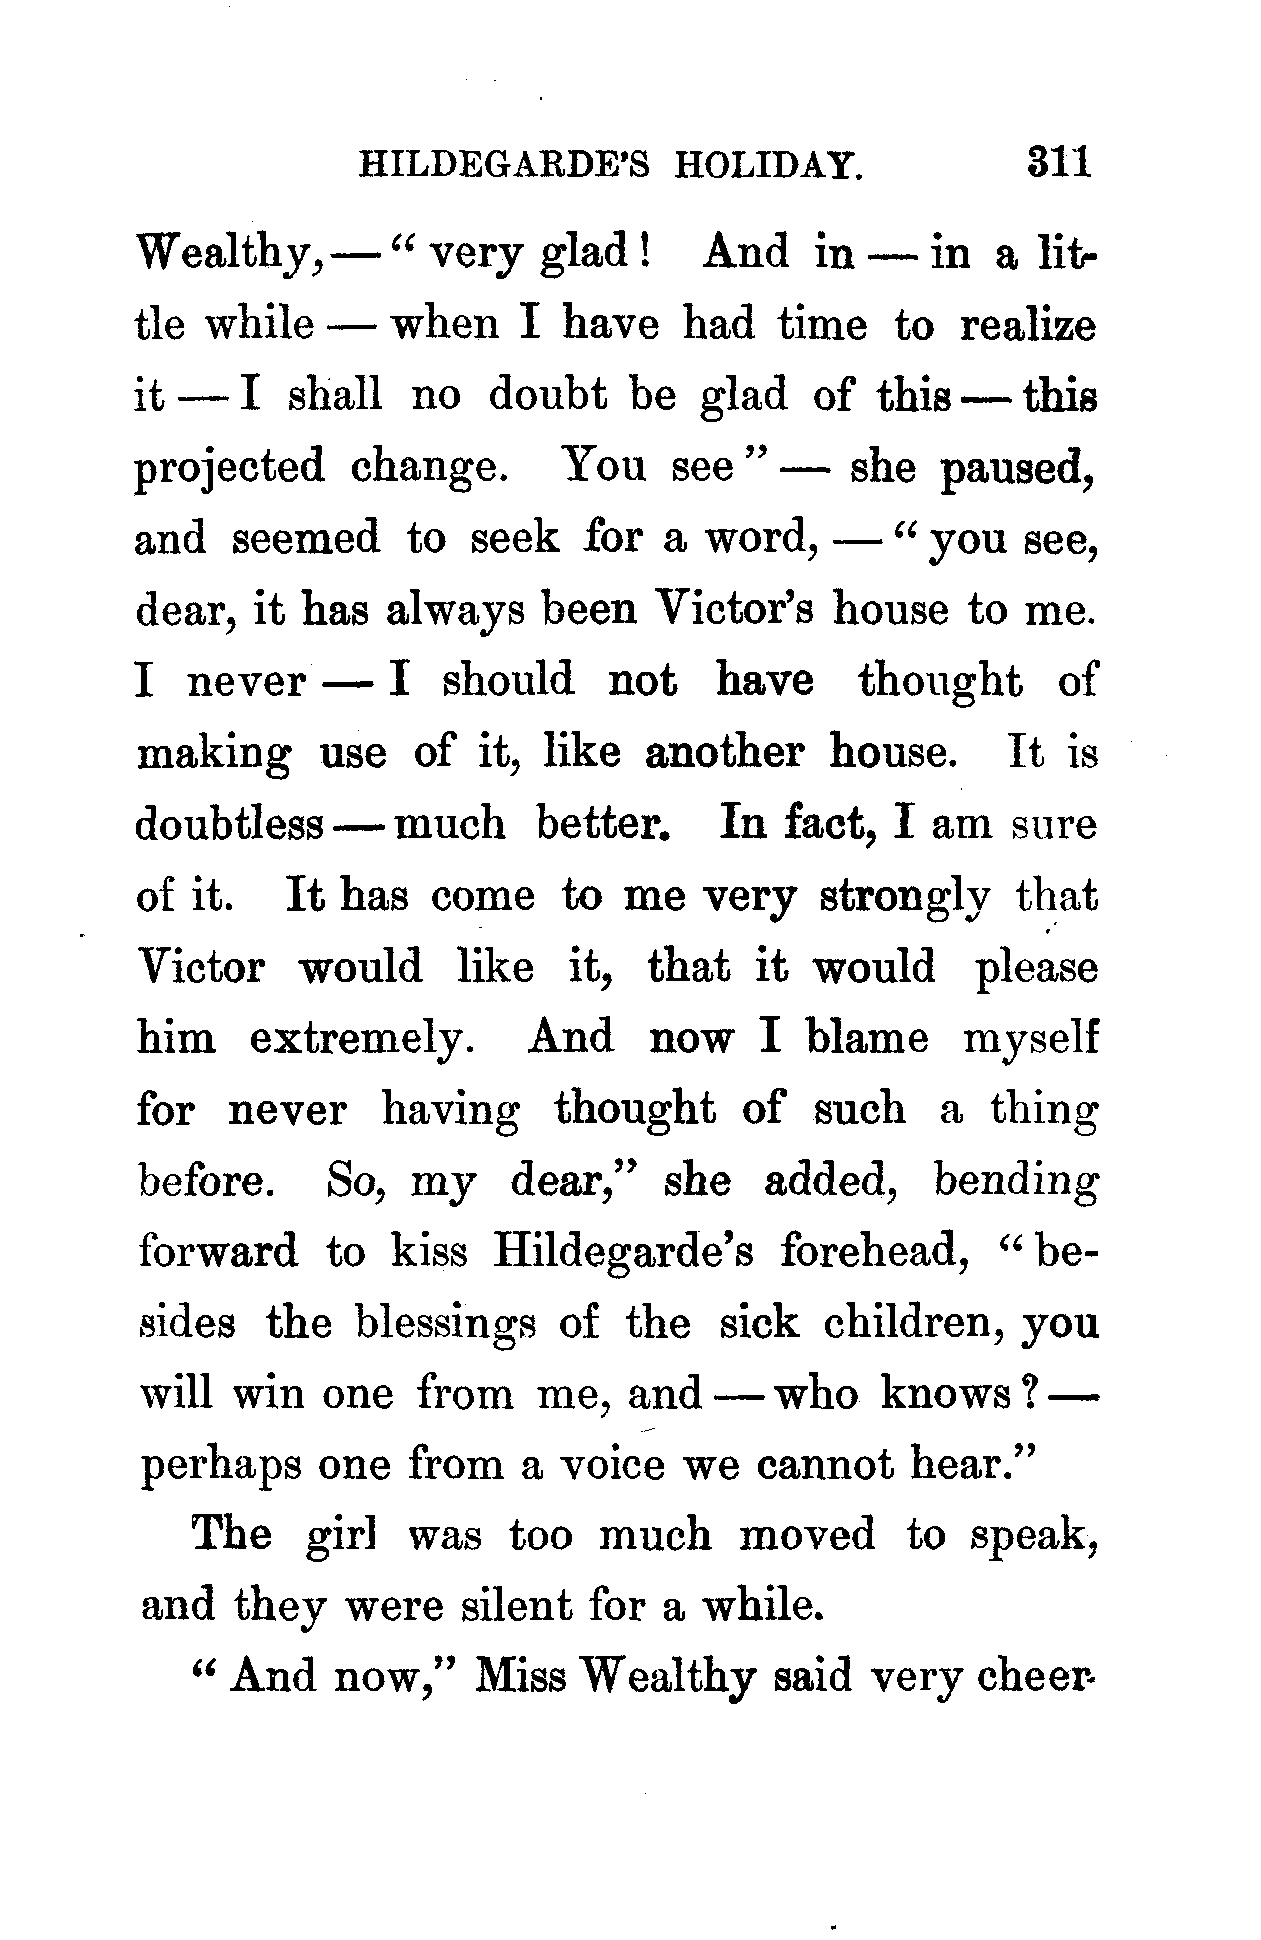 HILDEGARDE'S HOLIDAY. 311
Wealthy,— “ very glad ! And in — in a lit-
tle while — when I have had time to realize
it — I shall no doubt be glad of this — this
projected change. You see ” — she paused,
and seemed to seek for a word, — “ you see,
dear, it has always been Victor’s house to me.
I never — I should not have thought of
making use of it, like another house. It is
doubtless — much better. In fact, I am sure
of it. It has come to me very strongly that
Victor would like it, that it would please
him extremely. And now I blame myself
for never having thought of such a thing
before. So, my dear,” she added, bending
forward to kiss Hildegarde’s forehead, “ be-
sides the blessings of the sick children, you
will win one from me, and — who knows ? —
perhaps one from a voice we cannot hear.”
The girl was too much moved to speak,
and they were silent for a while.
“ And now,” Miss Wealthy said very cheer-